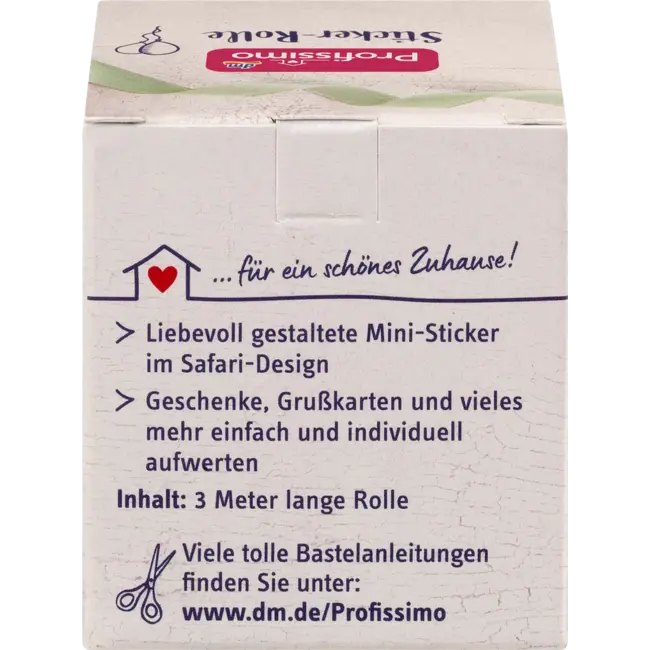 Sticker-Rolle
Profissimo
dm
...für ein schönes Zuhause!
> Liebevoll gestaltete Mini-Sticker
im Safari-Design
> Geschenke, Grußkarten und vieles
mehr einfach und individuell
aufwerten
Inhalt: 3 Meter lange Rolle
Viele tolle Bastelanleitungen
finden Sie unter:
www.dm.de/Profissimo